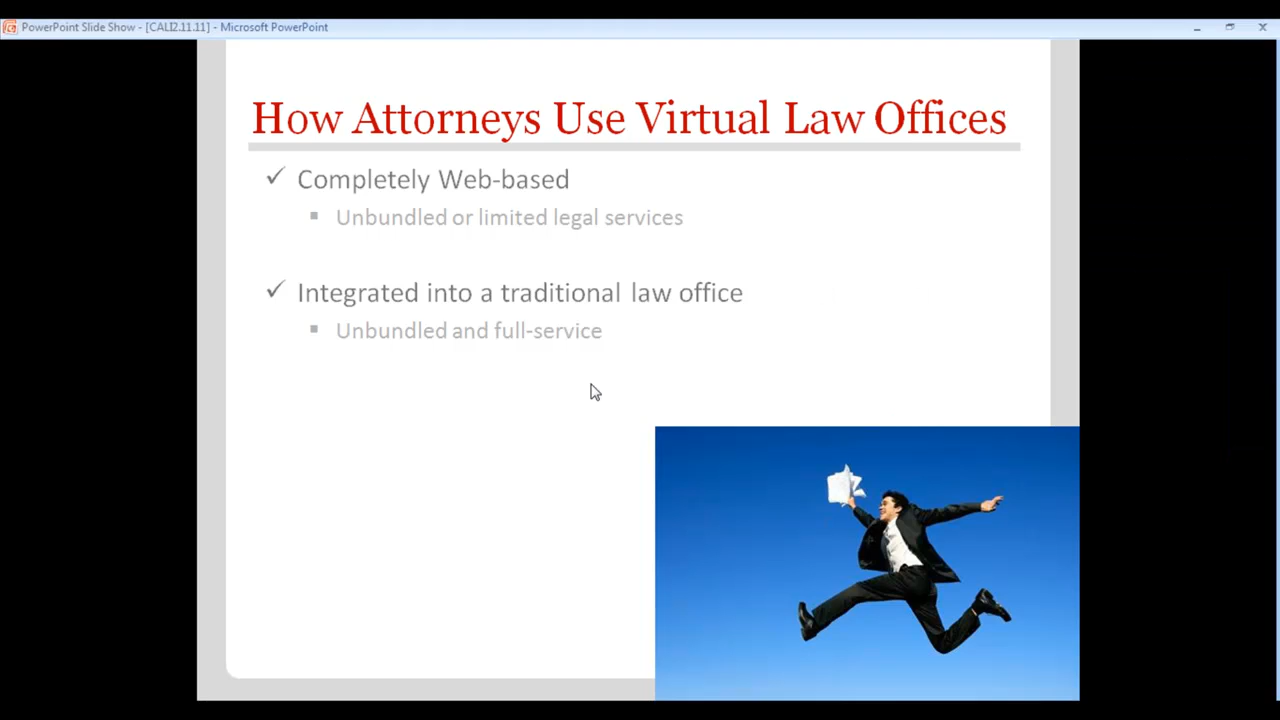 PowerPoint Slide Show - [CALI2.11.11] - Microsoft PowerPoint
How Attorneys Use Virtual Law Offices
✓ Completely Web-based
▪ Unbundled or limited legal services
✓ Integrated into a traditional law office
▪ Unbundled and full-service